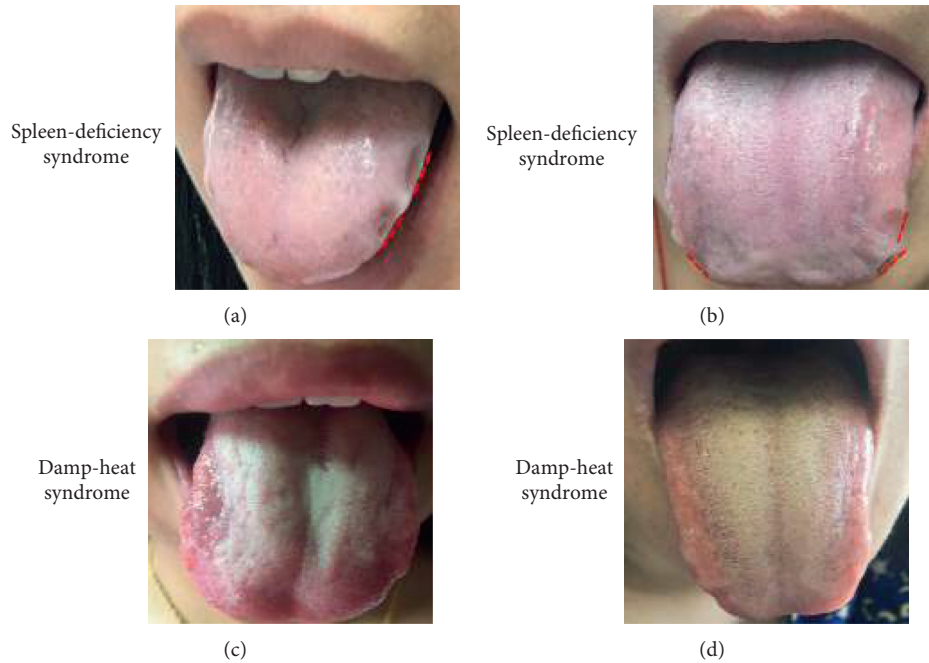 Spleen-deficiency
syndrome
Spleen-deficiency
syndrome
(a)
(b)
Damp-heat
syndrome
Damp-heat
syndrome
(c)
(d)